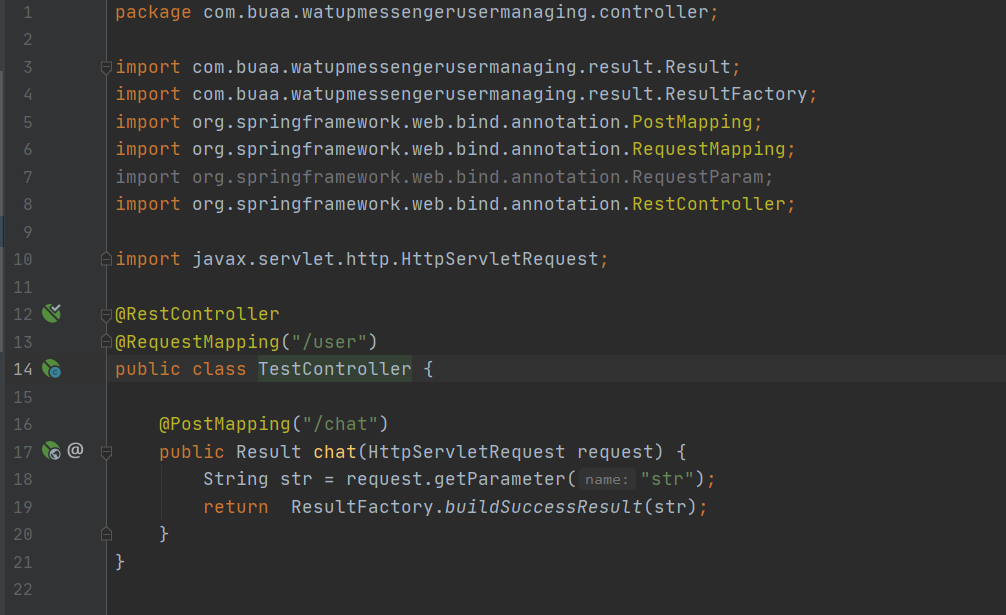 1 package com.buaa.watupmessengerusermanaging.controller;
2
3 import com.buaa.watupmessengerusermanaging.result.Result;
4 import com.buaa.watupmessengerusermanaging.result.ResultFactory;
5 import org.springframework.web.bind.annotation.PostMapping;
6 import org.springframework.web.bind.annotation.RequestMapping;
7 import org.springframework.web.bind.annotation.RequestParam;
8 import org.springframework.web.bind.annotation.RestController;
9
10 import javax.servlet.http.HttpServletRequest;
11
12 @RestController
13 @RequestMapping("/user")
14 public class TestController {
15
16     @PostMapping("/chat")
17 @     public Result chat(HttpServletRequest request) {
18         String str = request.getParameter( name: "str");
19         return  ResultFactory.buildSuccessResult(str);
20     }
21 }
22